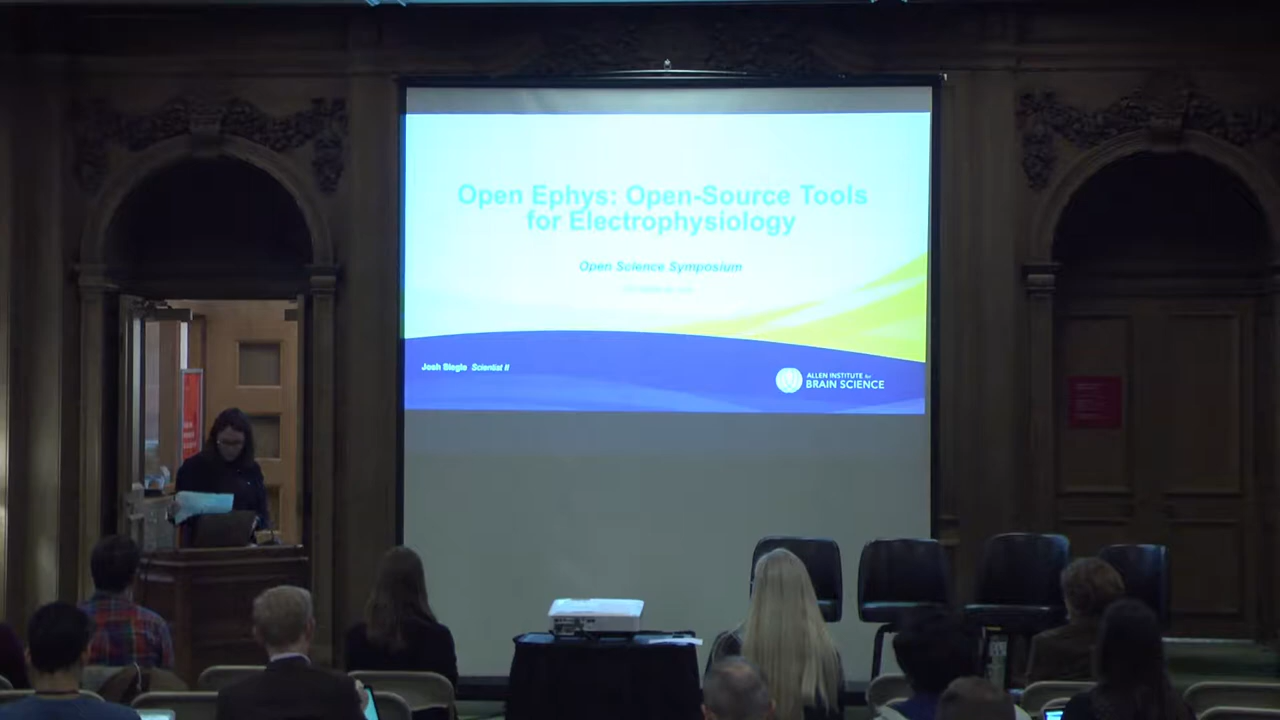 Open Ephys: Open-Source Tools
for Electrophysiology
Open Science Symposium
Josh Siegle Scientist II
ALLEN INSTITUTE for
BRAIN SCIENCE